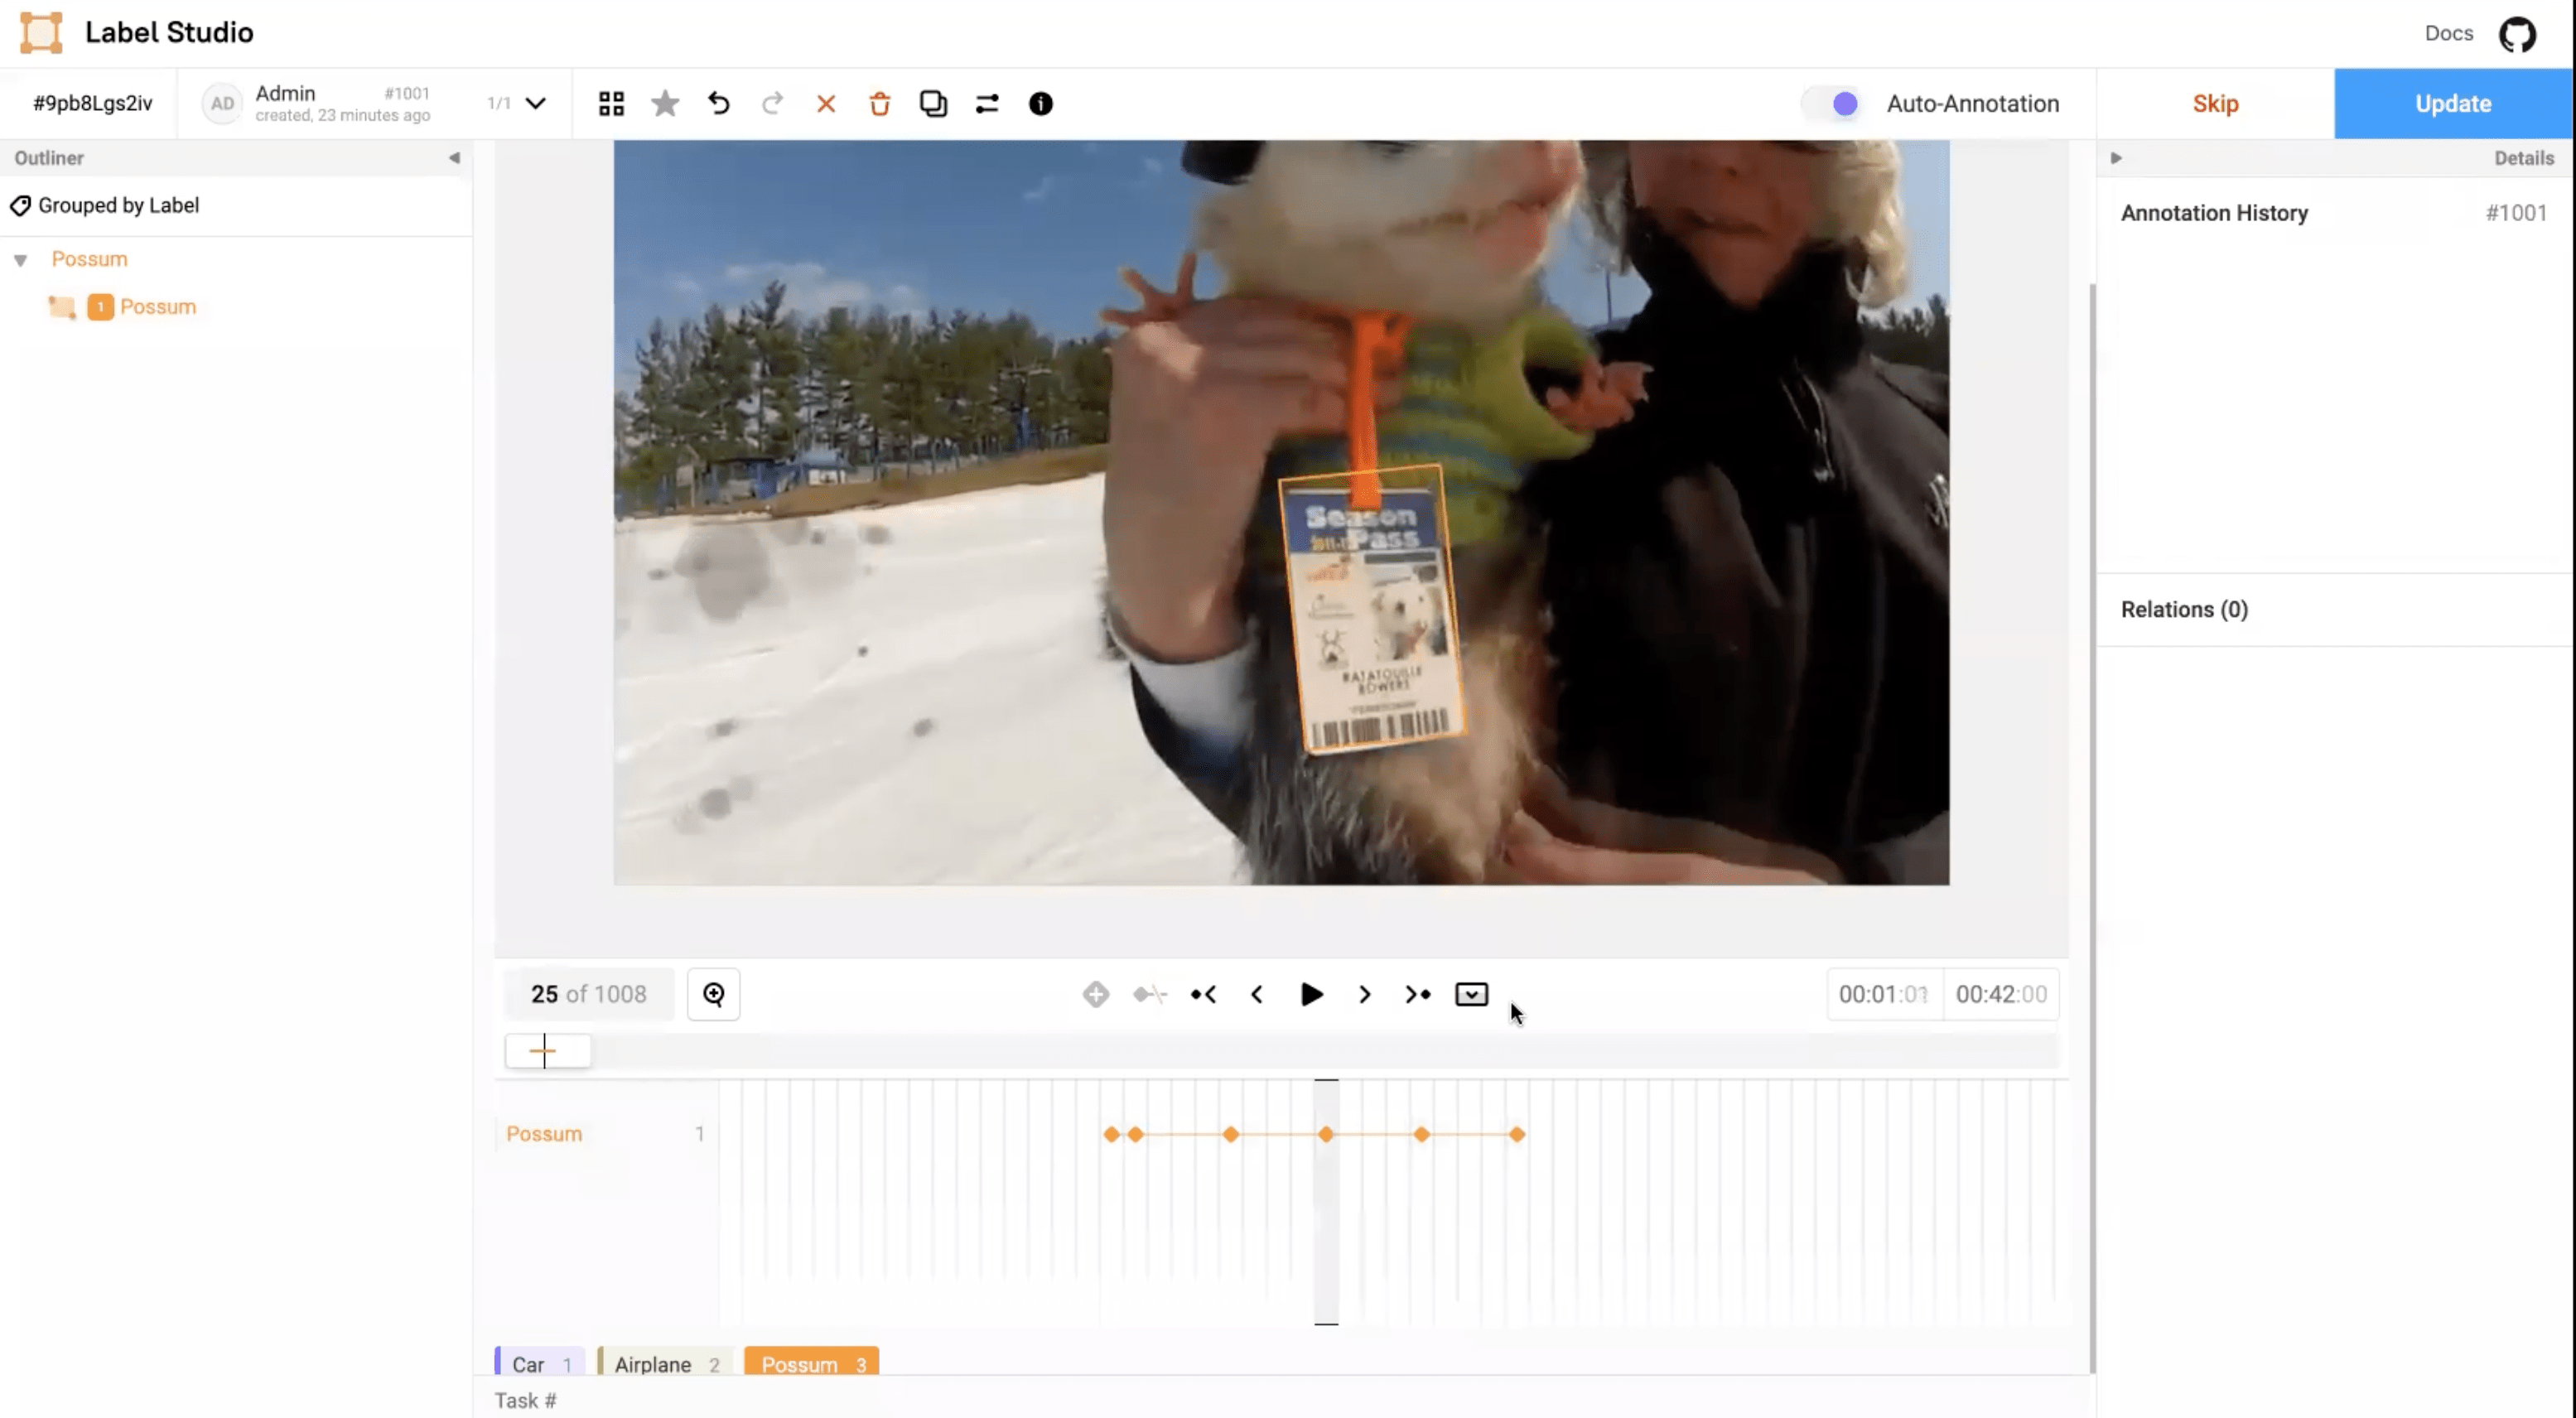 Label Studio
Docs
#9pb8Lgs2iv
AD
Admin
#1001
created, 23 minutes ago
1/1
Auto-Annotation
Skip
Update
Outliner
Details
Grouped by Label
Annotation History
#1001
Possum
1 Possum
Season
Pass
RATATOUILLE
BOWERS
Relations (0)
25 of 1008
00:01:
00:42:00
Possum
1
Car 1
Airplane 2
Possum 3
Task #